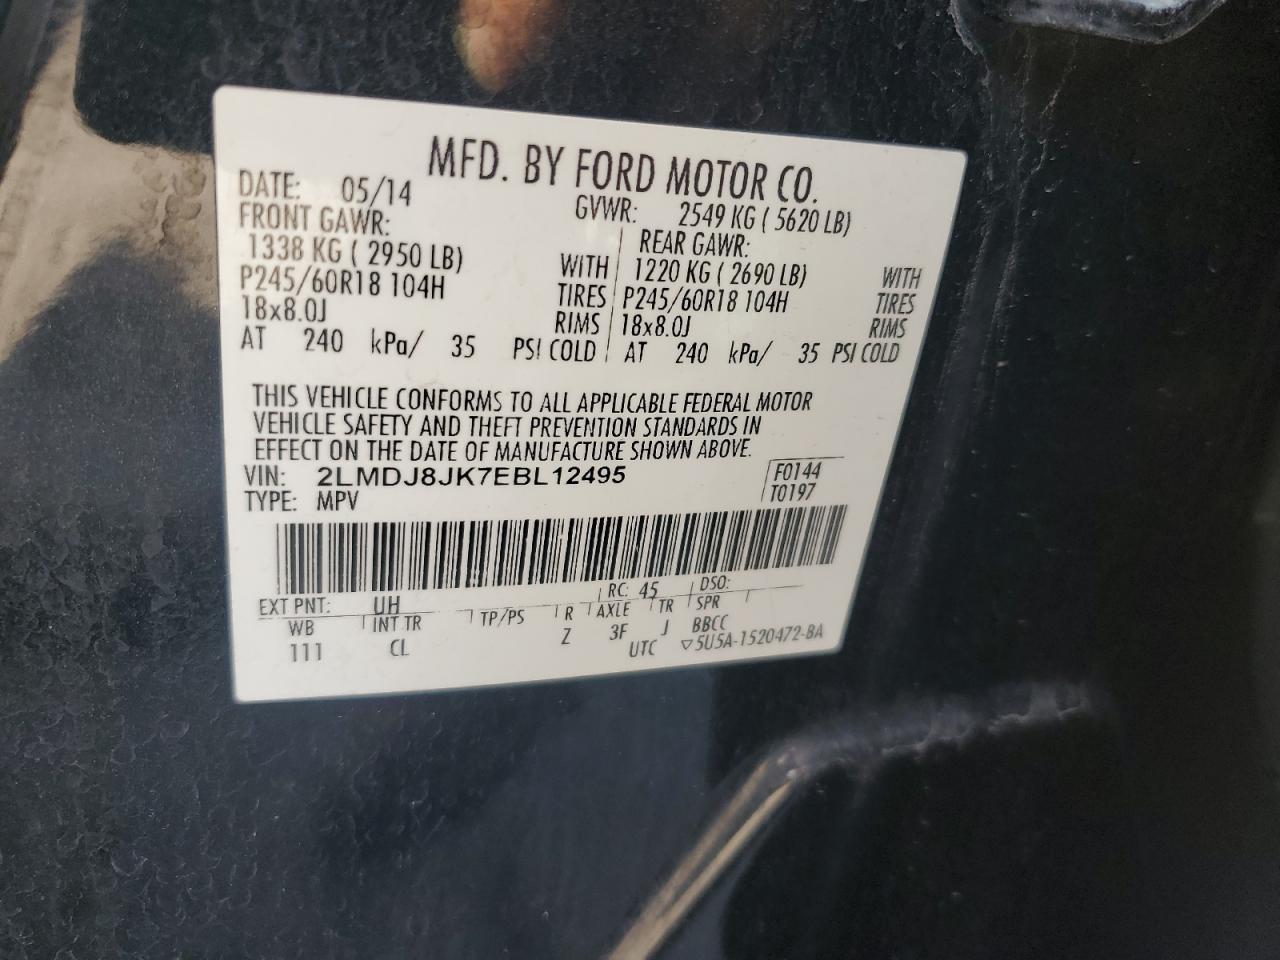 MFD. BY FORD MOTOR CO.
DATE: 05/14 GVWR: 2549 KG ( 5620 LB)
FRONT GAWR: REAR GAWR:
1338 KG ( 2950 LB) WITH 1220 KG ( 2690 LB) WITH
P245/60R18 104H TIRES P245/60R18 104H TIRES
18x8.0J RIMS 18x8.0J RIMS
AT 240 kPa/ 35 PSI COLD AT 240 kPa/ 35 PSI COLD
THIS VEHICLE CONFORMS TO ALL APPLICABLE FEDERAL MOTOR
VEHICLE SAFETY AND THEFT PREVENTION STANDARDS IN
EFFECT ON THE DATE OF MANUFACTURE SHOWN ABOVE.
VIN: 2LMDJ8JK7EBL12495 F0144
TYPE: MPV T0197
EXT PNT: UH RC: 45 DSO:
WB INT TR TP/PS R AXLE TR SPR
111 CL Z 3F J BBCC
UTC ▽5U5A-1520472-BA